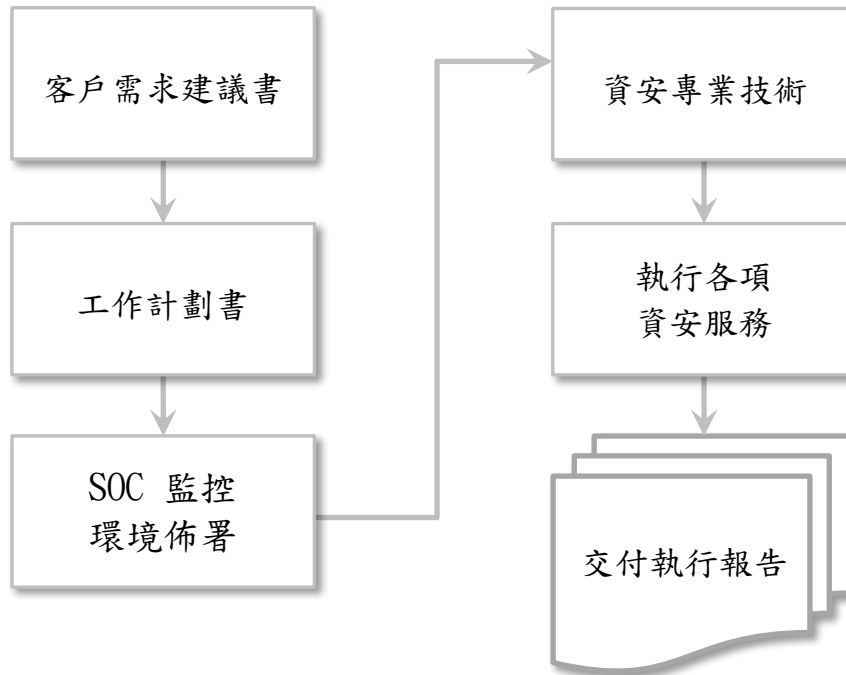 客戶需求建議書
工作計劃書
SOC 監控
環境佈署
資安專業技術
執行各項
資安服務
交付執行報告